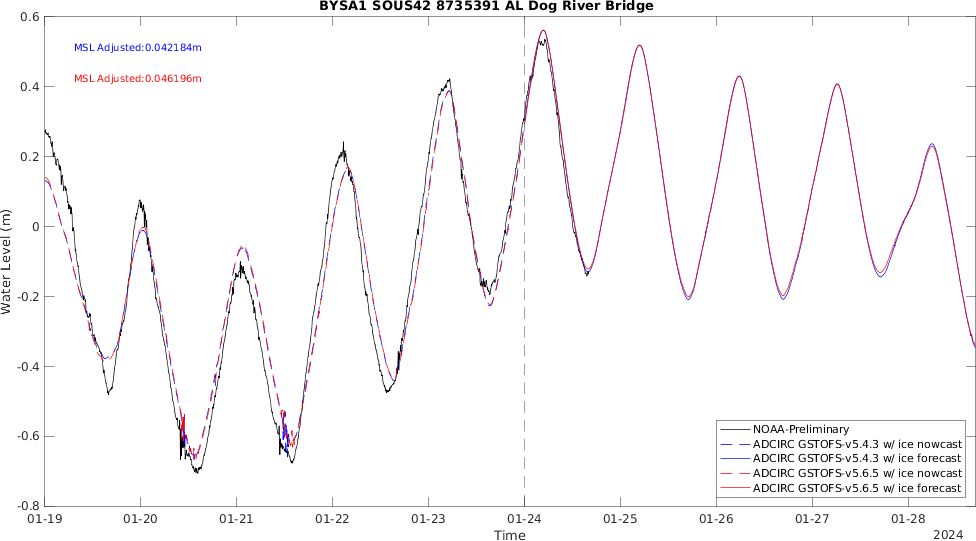 BYSA1 SOUS42 8735391 AL Dog River Bridge
0.6
0.4
0.2
0
-0.2
-0.4
-0.6
-0.8
Water Level (m)
MSL Adjusted:0.042184m
MSL Adjusted:0.046196m
NOAA-Preliminary
ADCIRC GSTOFS-v5.4.3 w/ ice nowcast
ADCIRC GSTOFS-v5.4.3 w/ ice forecast
ADCIRC GSTOFS-v5.6.5 w/ ice nowcast
ADCIRC GSTOFS-v5.6.5 w/ ice forecast
01-19 01-20 01-21 01-22 01-23 01-24 01-25 01-26 01-27 01-28
Time
2024